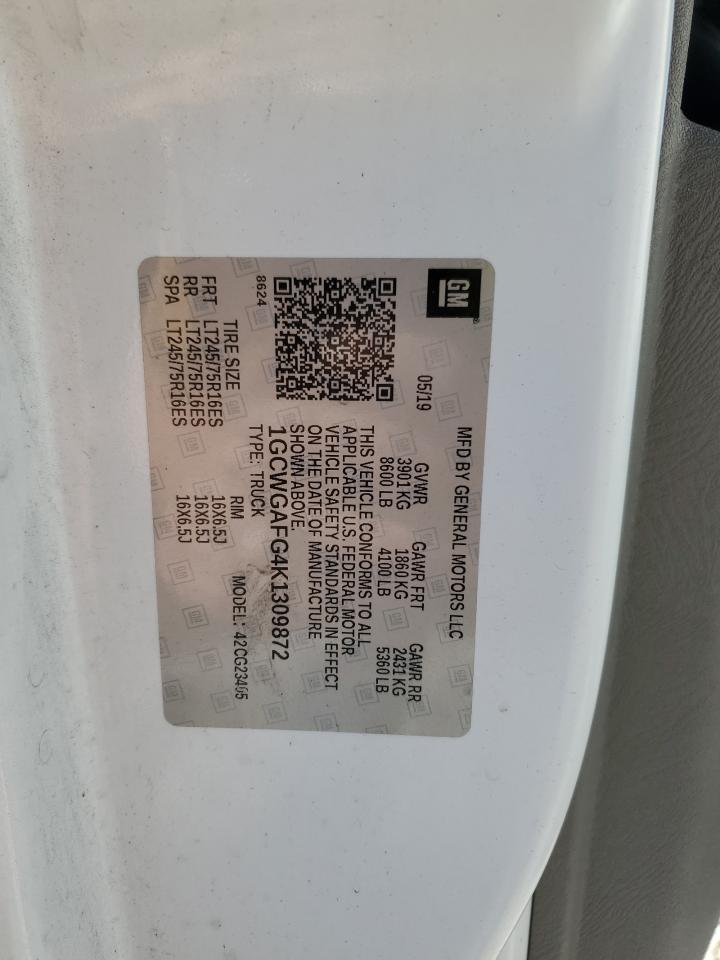 GM
MFD BY GENERAL MOTORS LLC
05/19
GVWR GAWR FRT GAWR RR
3901 KG 1860 KG 2431 KG
8600 LB 4100 LB 5360 LB
THIS VEHICLE CONFORMS TO ALL
APPLICABLE U.S. FEDERAL MOTOR
VEHICLE SAFETY STANDARDS IN EFFECT
ON THE DATE OF MANUFACTURE
SHOWN ABOVE.
1GCWGAFG4K1309872
8624
TYPE: TRUCK MODEL: 42CG23405
TIRE SIZE RIM
FRT LT245/75R16ES 16X6.5J
RR LT245/75R16ES 16X6.5J
SPA LT245/75R16ES 16X6.5J